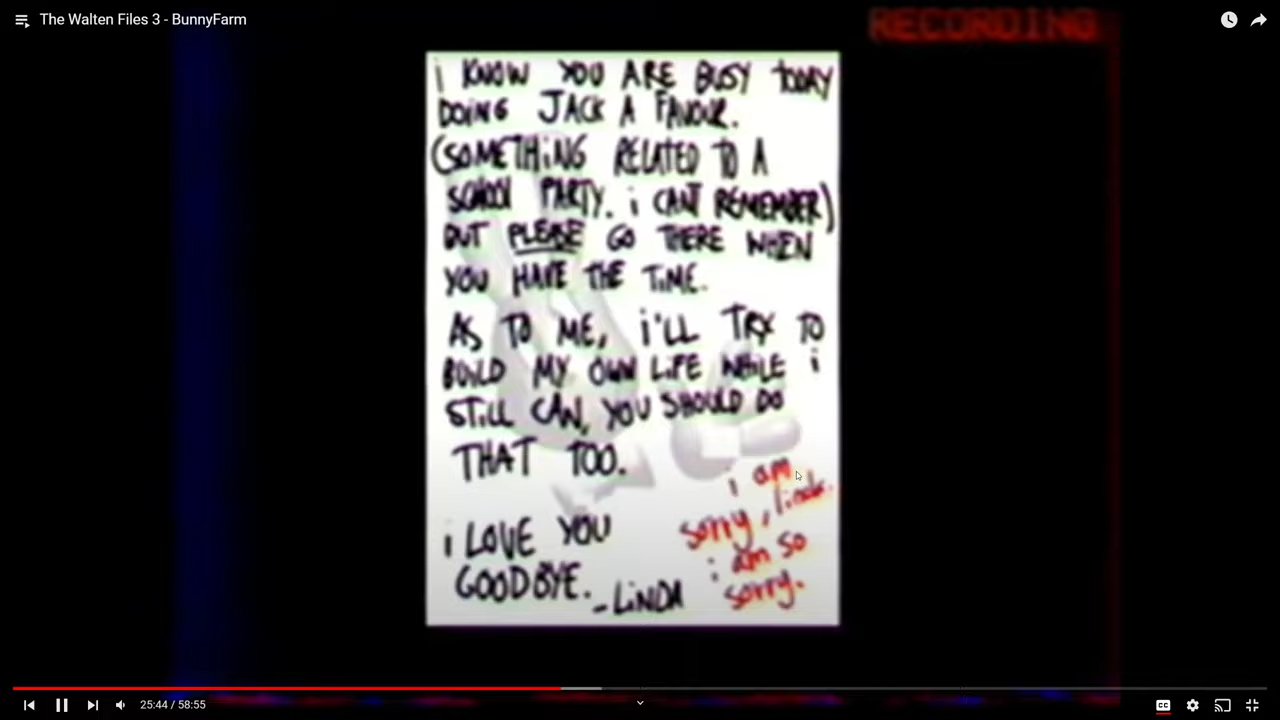 The Walten Files 3 - BunnyFarm
RECORDING
i KNOW YOU ARE BUSY TODAY
DOiNG JACK A FAVOUR.
(SOMETHiNG RELATED TO A
SCHOOL PARTY. i CANT REMEMBER)
BUT PLEASE GO THERE WHEN
YOU HAVE THE TiME.
AS TO ME, i'LL TRY TO
BUiLD MY OWN LiFE WHiLE i
STiLL CAN, YOU SHOULD DO
THAT TOO.
i LOVE YOU
GOODBYE.
-LiNDA
i am
sorry, linda.
i am so
sorry.
25:44 / 58:55
CC